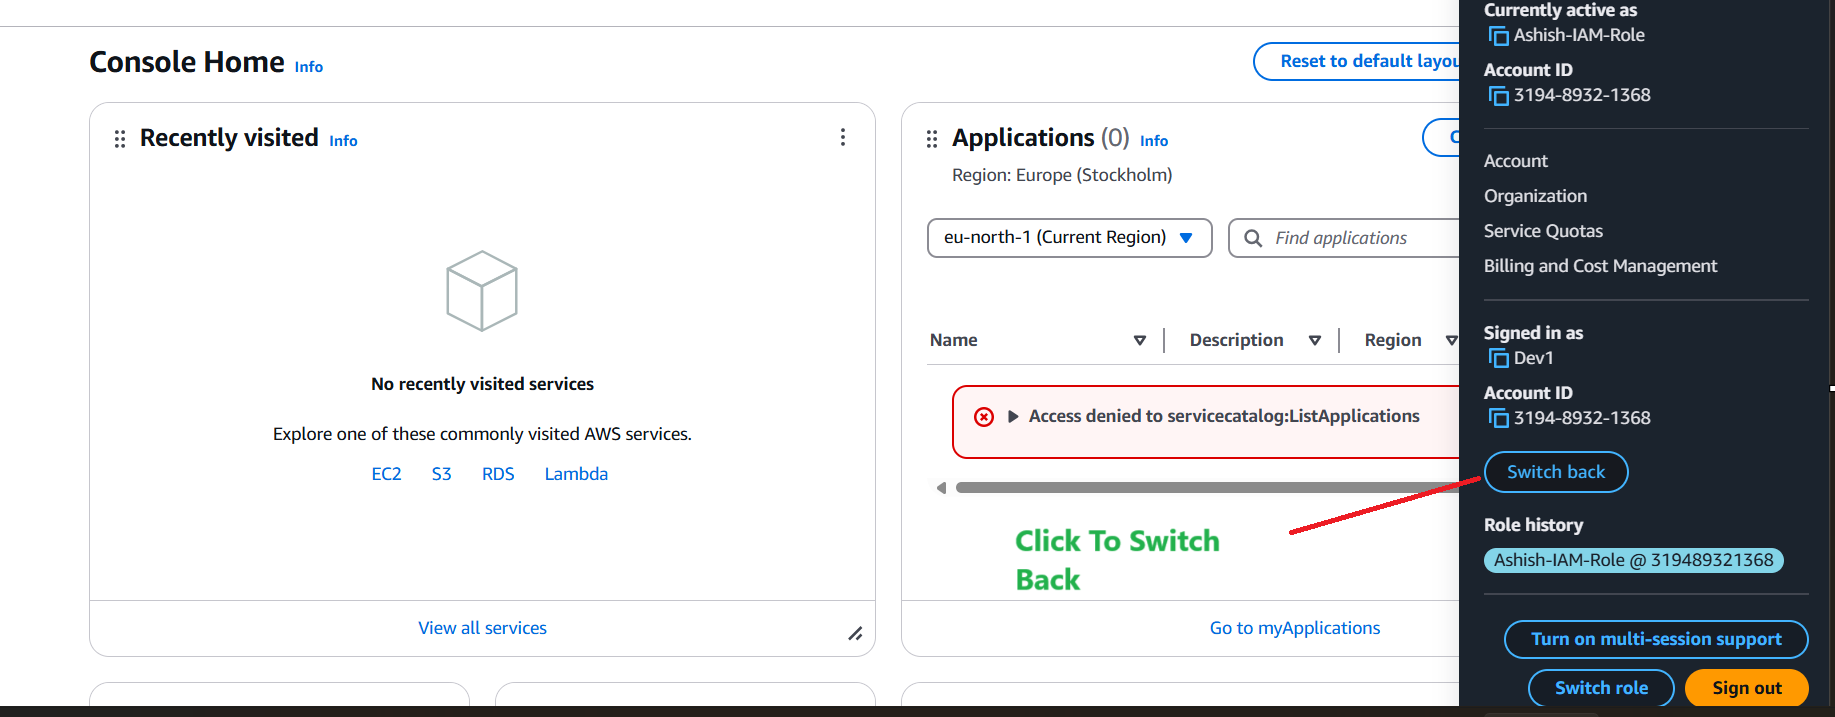 Console Home Info
Reset to default layou
Recently visited Info
No recently visited services
Explore one of these commonly visited AWS services.
EC2 S3 RDS Lambda
View all services
Applications (0) Info
C
Region: Europe (Stockholm)
eu-north-1 (Current Region)
Find applications
Name Description Region
Access denied to servicecatalog:ListApplications
Click To Switch
Back
Go to myApplications
Currently active as
Ashish-IAM-Role
Account ID
3194-8932-1368
Account
Organization
Service Quotas
Billing and Cost Management
Signed in as
Dev1
Account ID
3194-8932-1368
Switch back
Role history
Ashish-IAM-Role @ 319489321368
Turn on multi-session support
Switch role Sign out